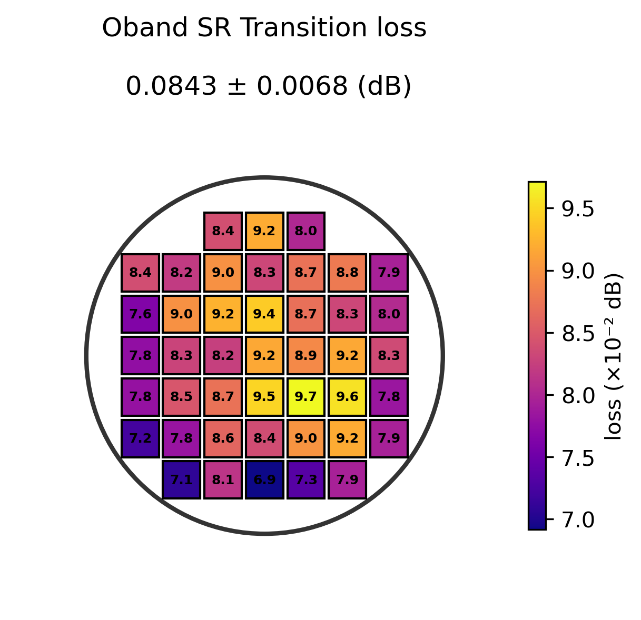 Oband SR Transition loss
0.0843 ± 0.0068 (dB)
8.4 9.2 8.0
8.4 8.2 9.0 8.3 8.7 8.8 7.9
7.6 9.0 9.2 9.4 8.7 8.3 8.0
7.8 8.3 8.2 9.2 8.9 9.2 8.3
7.8 8.5 8.7 9.5 9.7 9.6 7.8
7.2 7.8 8.6 8.4 9.0 9.2 7.9
7.1 8.1 6.9 7.3 7.9
9.5
9.0
8.5
8.0
7.5
7.0
loss (×10⁻² dB)